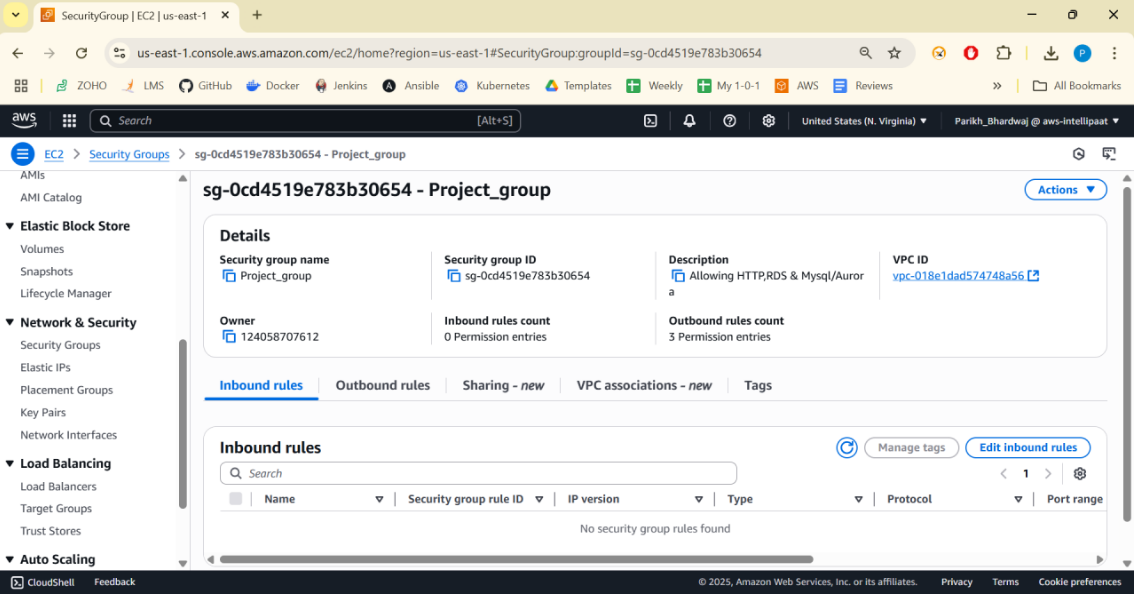 SecurityGroup | EC2 | us-east-1
us-east-1.console.aws.amazon.com/ec2/home?region=us-east-1#SecurityGroup:groupId=sg-0cd4519e783b30654
P
ZOHO LMS GitHub Docker Jenkins Ansible Kubernetes Templates Weekly My 1-0-1 AWS Reviews » All Bookmarks
aws Search [Alt+S] United States (N. Virginia) Parikh_Bhardwaj @ aws-intellipaat
EC2 Security Groups sg-0cd4519e783b30654 - Project_group
AMIs
AMI Catalog
Elastic Block Store
Volumes
Snapshots
Lifecycle Manager
Network & Security
Security Groups
Elastic IPs
Placement Groups
Key Pairs
Network Interfaces
Load Balancing
Load Balancers
Target Groups
Trust Stores
Auto Scaling
sg-0cd4519e783b30654 - Project_group
Actions
Details
Security group name
Project_group
Security group ID
sg-0cd4519e783b30654
Description
Allowing HTTP,RDS & Mysql/Auror
a
VPC ID
vpc-018e1dad574748a56
Owner
124058707612
Inbound rules count
0 Permission entries
Outbound rules count
3 Permission entries
Inbound rules Outbound rules Sharing - new VPC associations - new Tags
Inbound rules
Manage tags Edit inbound rules
Search
1
Name Security group rule ID IP version Type Protocol Port range
No security group rules found
CloudShell Feedback © 2025, Amazon Web Services, Inc. or its affiliates. Privacy Terms Cookie preferences